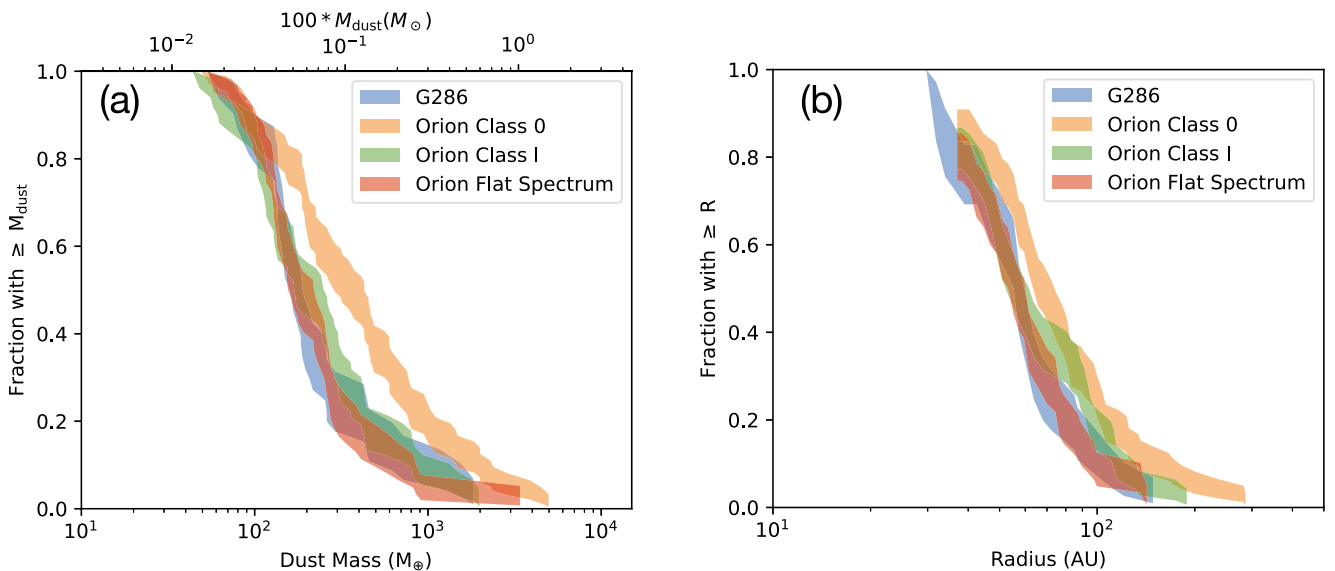 100 * M_dust(M_⊙)
10^−2 10^−1 10^0
(a)
G286
Orion Class 0
Orion Class I
Orion Flat Spectrum
1.0
0.8
0.6
0.4
0.2
0.0
Fraction with ≥ M_dust
10^1 10^2 10^3 10^4
Dust Mass (M_⊕)
(b)
G286
Orion Class 0
Orion Class I
Orion Flat Spectrum
1.0
0.8
0.6
0.4
0.2
0.0
Fraction with ≥ R
10^1 10^2
Radius (AU)